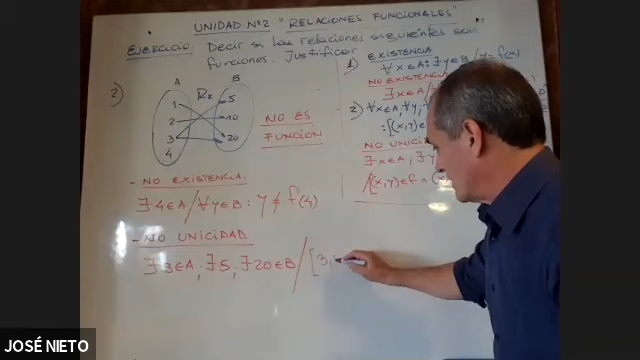 UNIDAD Nº2 "RELACIONES FUNCIONALES"
EJERCICIO: Decir si las relaciones siguientes son
funciones. Justificar
2)
A
B
R₂
1
2
3
4
5
10
20
NO ES
FUNCIÓN
- NO EXISTENCIA:
∃ 4 ∈ A / ∀y ∈ B : y ≠ f(4)
- NO UNICIDAD
∃ 3 ∈ A ; ∃ 5 ; ∃ 20 ∈ B / [3,
1) EXISTENCIA
∀x ∈ A : ∃ y ∈ B / y = f(x)
NO EXISTENCIA
∃ x ∈ A /
2) ∀x ∈ A, ∀y,
: [(x,y) ∈
NO UNICI
∃ x ∈ A ; ∃ y
/ [(x,y) ∈ f ∧ (
JOSÉ NIETO